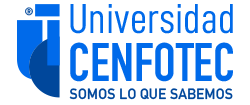 ® Universidad
CENFOTEC
SOMOS LO QUE SABEMOS